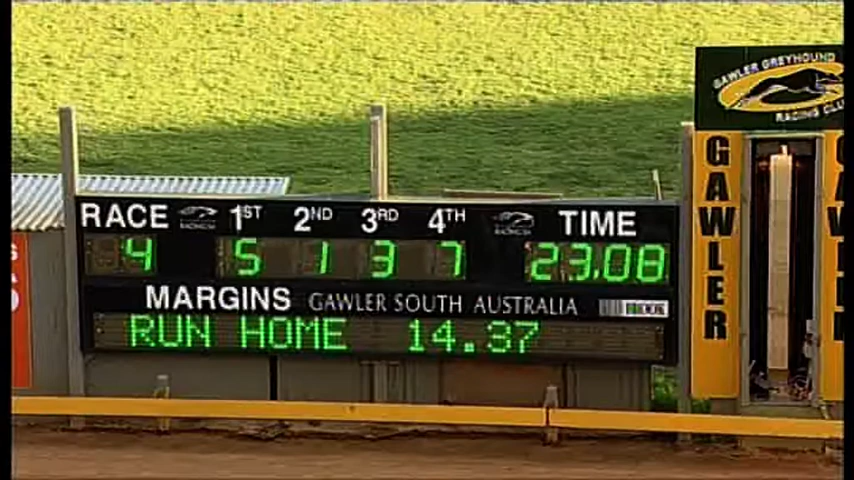 GAWLER GREYHOUND
RACING CLUB
GAWLER
RACE 1ST 2ND 3RD 4TH TIME
4 5 1 3 7 23.08
MARGINS GAWLER SOUTH AUSTRALIA
RUN HOME 14.37